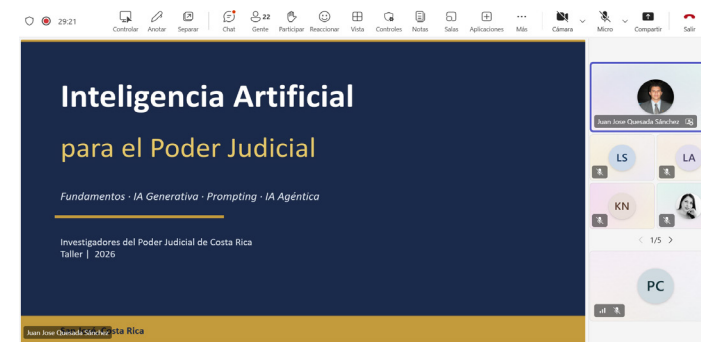 29:21
Controlar Anotar Separar Chat 22 Gente Participar Reaccionar Vista Controles Notas Salas Aplicaciones Más Cámara Micro Compartir Salir
Inteligencia Artificial
para el Poder Judicial
Fundamentos · IA Generativa · Prompting · IA Agéntica
Investigadores del Poder Judicial de Costa Rica
Taller | 2026
Juan Jose Quesada Sánchez
sta Rica
Juan Jose Quesada Sánchez
LS
LA
KN
1/5
PC